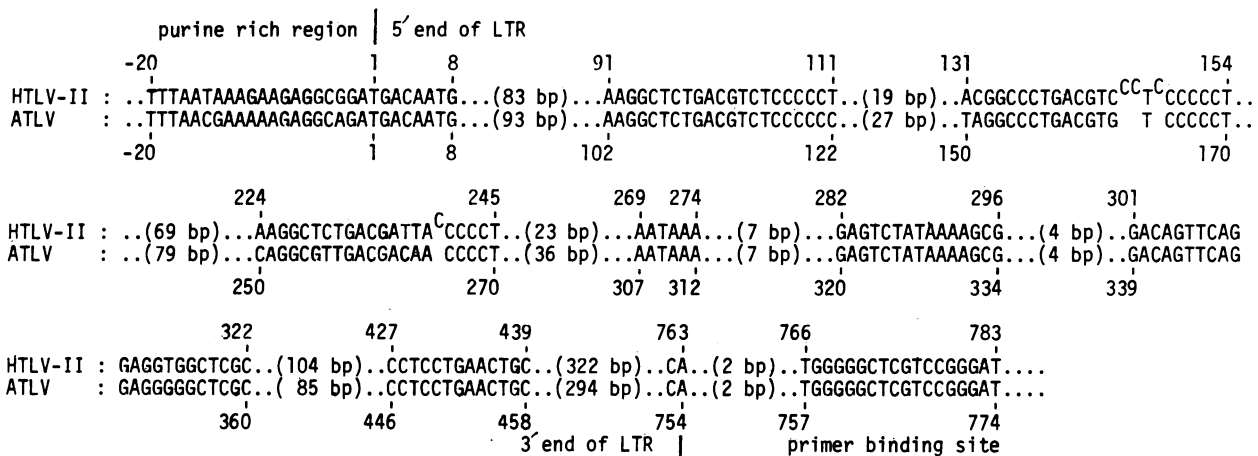 purine rich region | 5′ end of LTR
-20 1 8 91 111 131 154
HTLV-II : ..TTTAATAAAGAAGAGGCGGATGACAATG...(83 bp)...AAGGCTCTGACGTCTCCCCCT..(19 bp)..ACGGCCCTGACGTCCCTCCCCCCT..
ATLV : ..TTTAACGAAAAAGAGGCAGATGACAATG...(93 bp)...AAGGCTCTGACGTCTCCCCCC..(27 bp)..TAGGCCCTGACGTG T CCCCCT..
-20 1 8 102 122 150 170
224 245 269 274 282 296 301
HTLV-II : ..(69 bp)...AAGGCTCTGACGATTACCCCCT..(23 bp)...AATAAA...(7 bp)...GAGTCTATAAAAGCG...(4 bp)...GACAGTTCAG
ATLV : ..(79 bp)...CAGGCGTTGACGACAA CCCCT..(36 bp)...AATAAA...(7 bp)...GAGTCTATAAAAGCG...(4 bp)...GACAGTTCAG
250 270 307 312 320 334 339
322 427 439 763 766 783
HTLV-II : GAGGTGGCTCGC..(104 bp)..CCTCCTGAACTGC..(322 bp)..CA..(2 bp)..TGGGGGCTCGTCCGGGAT....
ATLV : GAGGGGGCTCGC..( 85 bp)..CCTCCTGAACTGC..(294 bp)..CA..(2 bp)..TGGGGGCTCGTCCGGGAT....
360 446 458 754 757 774
3′ end of LTR | primer binding site